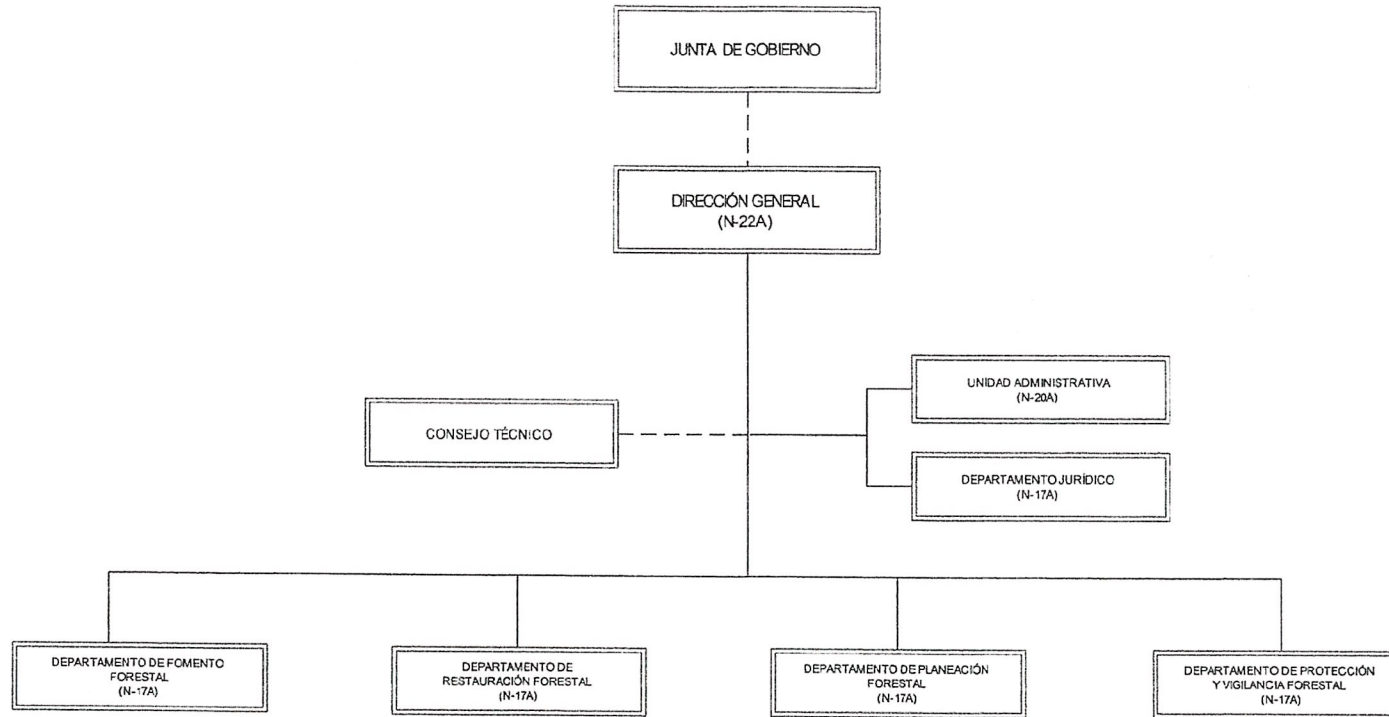 JUNTA DE GOBIERNO
DIRECCIÓN GENERAL
(N-22A)
UNIDAD ADMINISTRATIVA
(N-20A)
CONSEJO TÉCNICO
DEPARTAMENTO JURÍDICO
(N-17A)
DEPARTAMENTO DE FOMENTO
FORESTAL
(N-17A)
DEPARTAMENTO DE
RESTAURACIÓN FORESTAL
(N-17A)
DEPARTAMENTO DE PLANEACIÓN
FORESTAL
(N-17A)
DEPARTAMENTO DE PROTECCIÓN
Y VIGILANCIA FORESTAL
(N-17A)